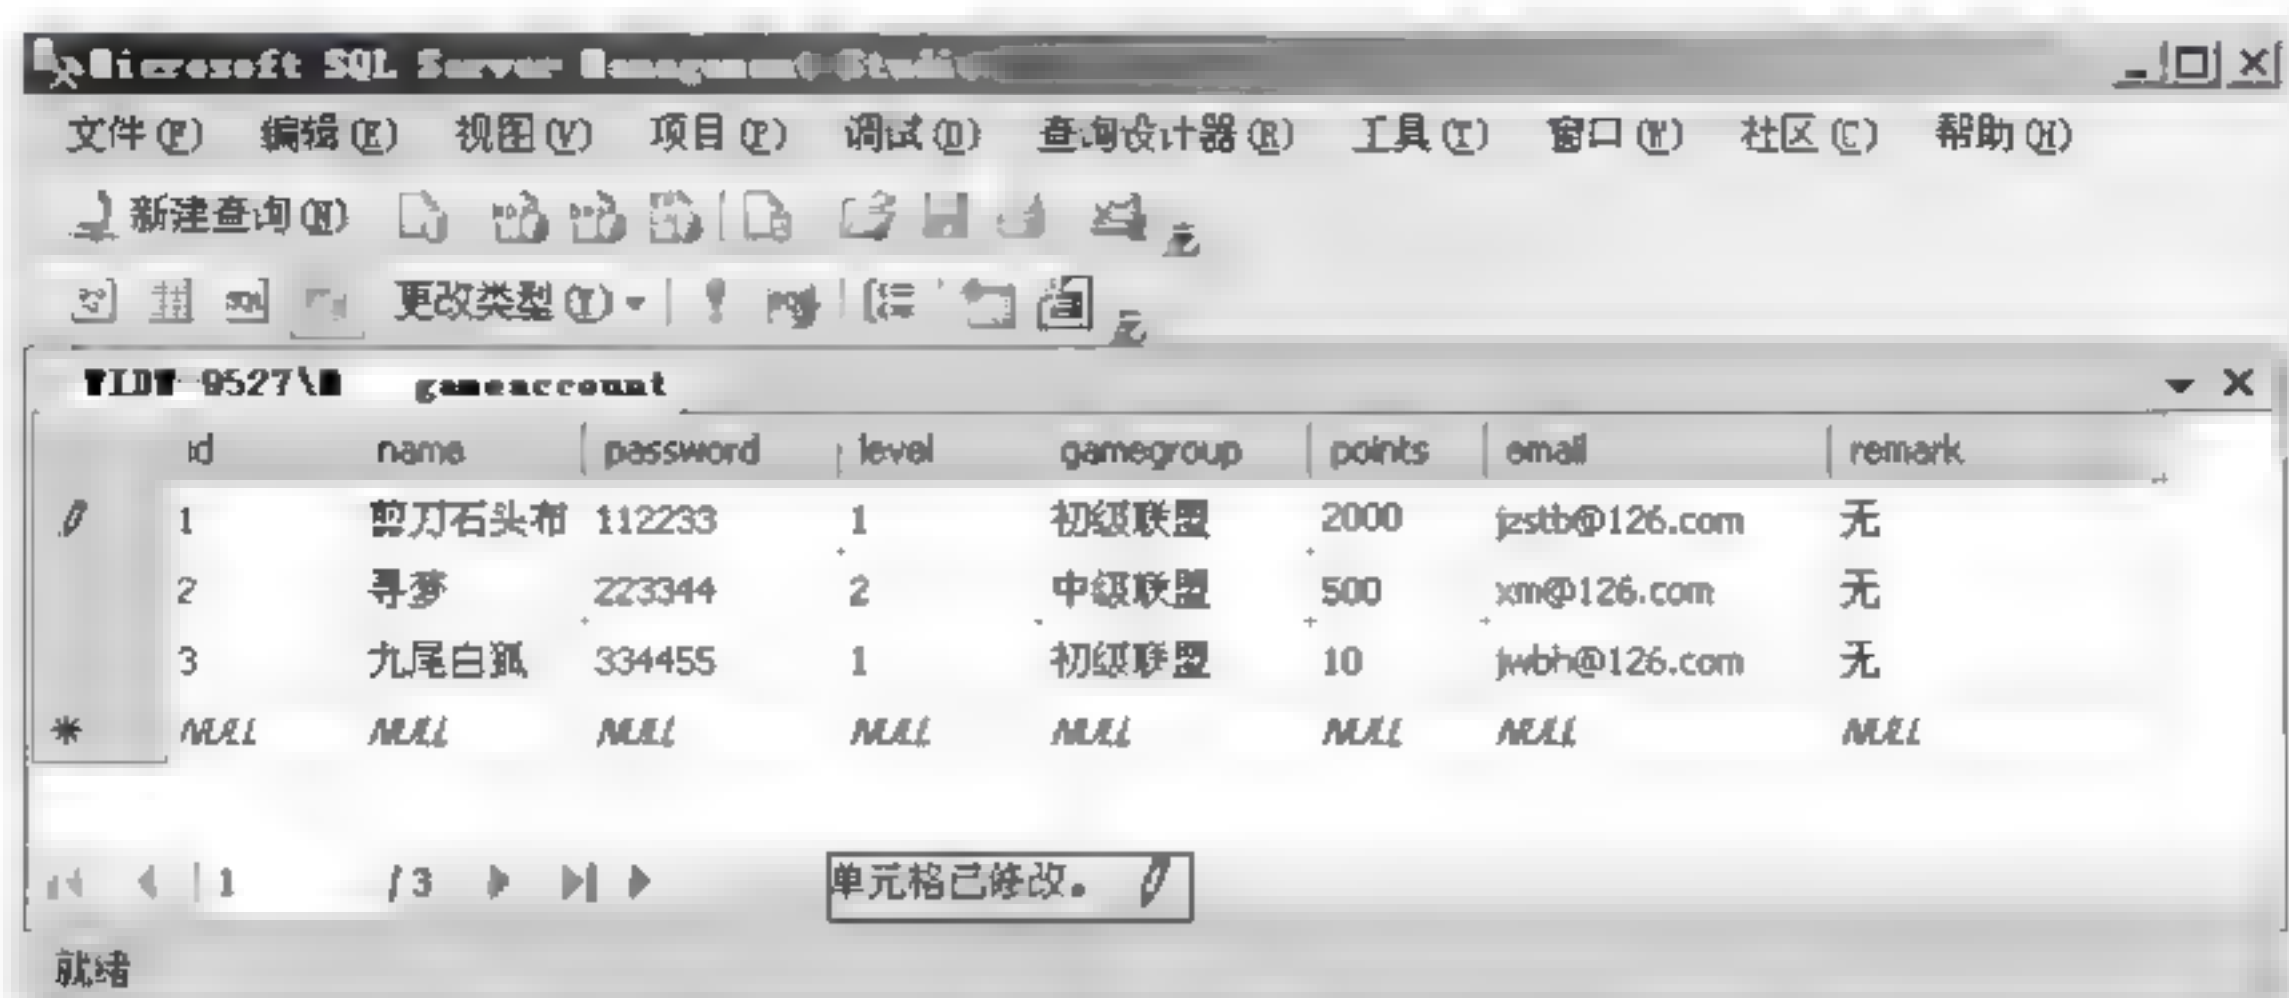 Microsoft SQL Server Management Studio
文件(F) 编辑(E) 视图(V) 项目(P) 调试(D) 查询设计器(R) 工具(T) 窗口(W) 社区(C) 帮助(H)
新建查询(N)
更改类型(Y)
9527\ gameaccount
id name password level gamegroup points email remark
1 剪刀石头布 112233 1 初级联盟 2000 jzstb@126.com 无
2 寻梦 223344 2 中级联盟 500 xm@126.com 无
3 九尾白狐 334455 1 初级联盟 10 jwbh@126.com 无
* NULL NULL NULL NULL NULL NULL NULL NULL
1 / 3 单元格已修改。
就绪